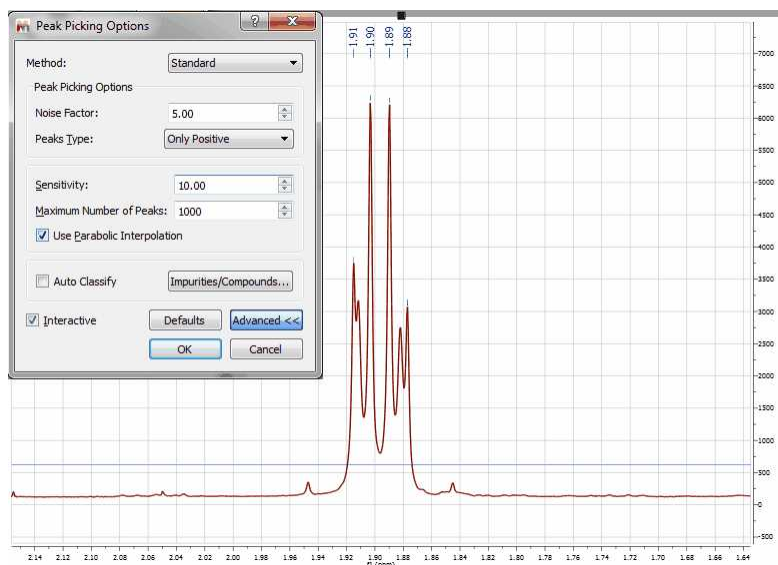 Peak Picking Options
Method: Standard
Peak Picking Options
Noise Factor: 5.00
Peaks Type: Only Positive
Sensitivity: 10.00
Maximum Number of Peaks: 1000
Use Parabolic Interpolation
Auto Classify Impurities/Compounds...
Interactive Defaults Advanced <<
OK Cancel
1.91
1.90
1.89
1.88
7000
6500
6000
5500
5000
4500
4000
3500
3000
2500
2000
1500
1000
500
0
-500
2.14 2.12 2.10 2.08 2.06 2.04 2.02 2.00 1.98 1.96 1.94 1.92 1.90 1.88 1.86 1.84 1.82 1.80 1.78 1.76 1.74 1.72 1.70 1.68 1.66 1.64